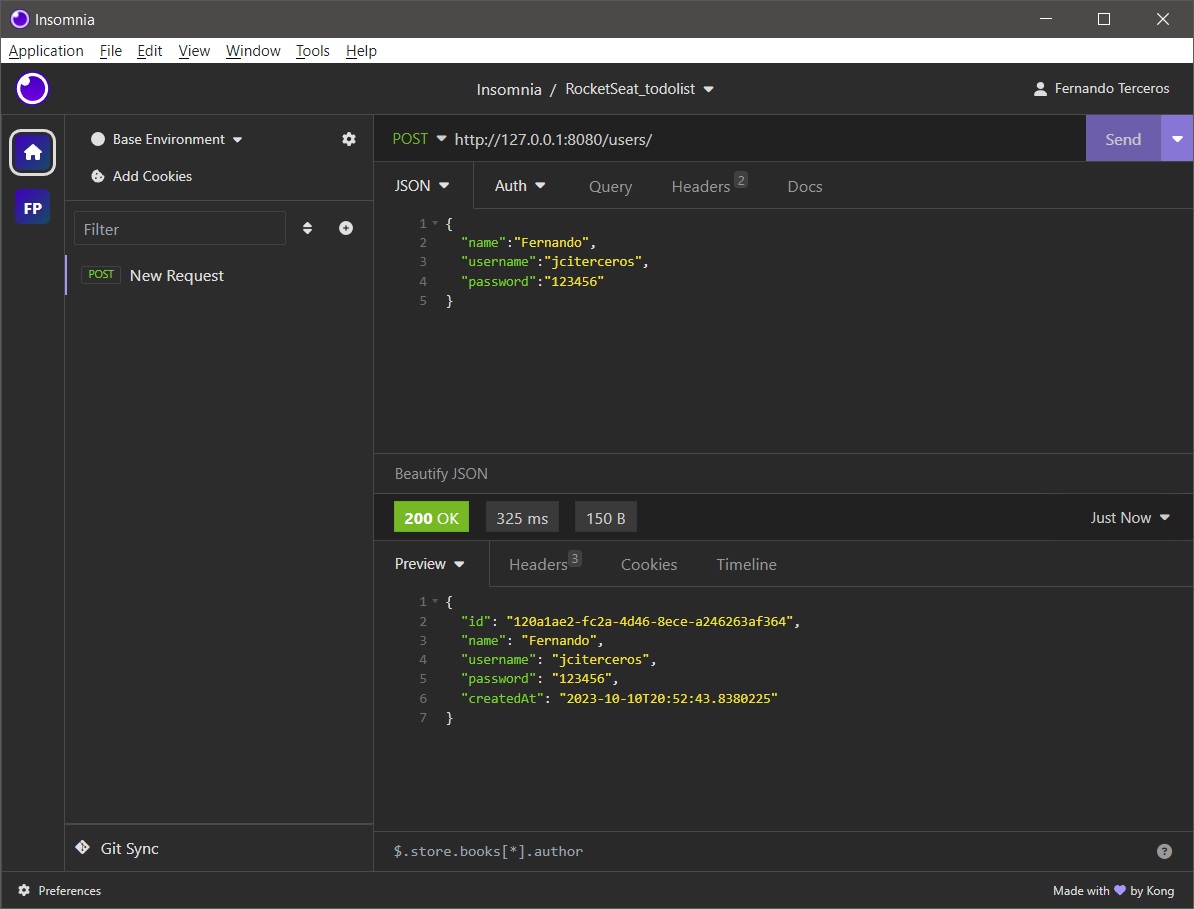 Insomnia
Application File Edit View Window Tools Help
Insomnia / RocketSeat_todolist
Fernando Terceros
FP
Base Environment
Add Cookies
Filter
POST New Request
Git Sync
POST http://127.0.0.1:8080/users/
Send
JSON Auth Query Headers 2 Docs
1 {
2 "name":"Fernando",
3 "username":"jciterceros",
4 "password":"123456"
5 }
Beautify JSON
200 OK 325 ms 150 B Just Now
Preview Headers 3 Cookies Timeline
1 {
2 "id": "120a1ae2-fc2a-4d46-8ece-a246263af364",
3 "name": "Fernando",
4 "username": "jciterceros",
5 "password": "123456",
6 "createdAt": "2023-10-10T20:52:43.8380225"
7 }
$.store.books[*].author ?
Preferences
Made with 💜 by Kong